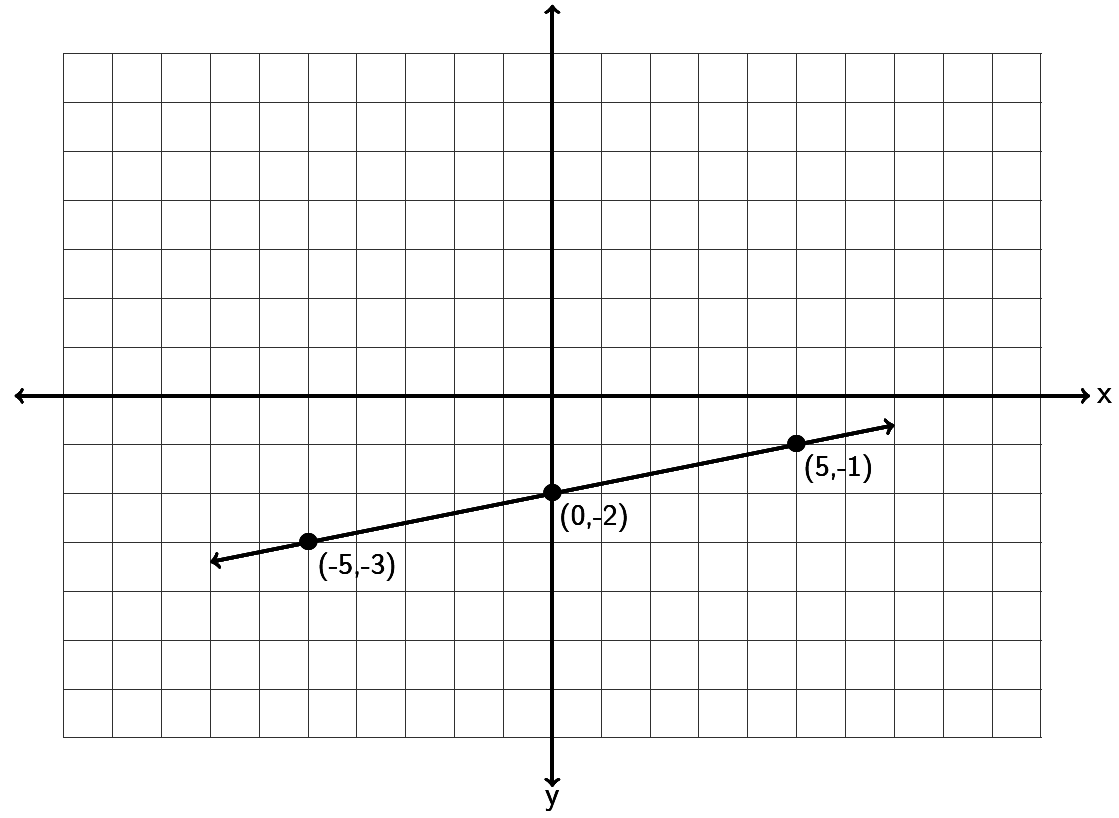 x
(5,-1)
(0,-2)
(-5,-3)
y